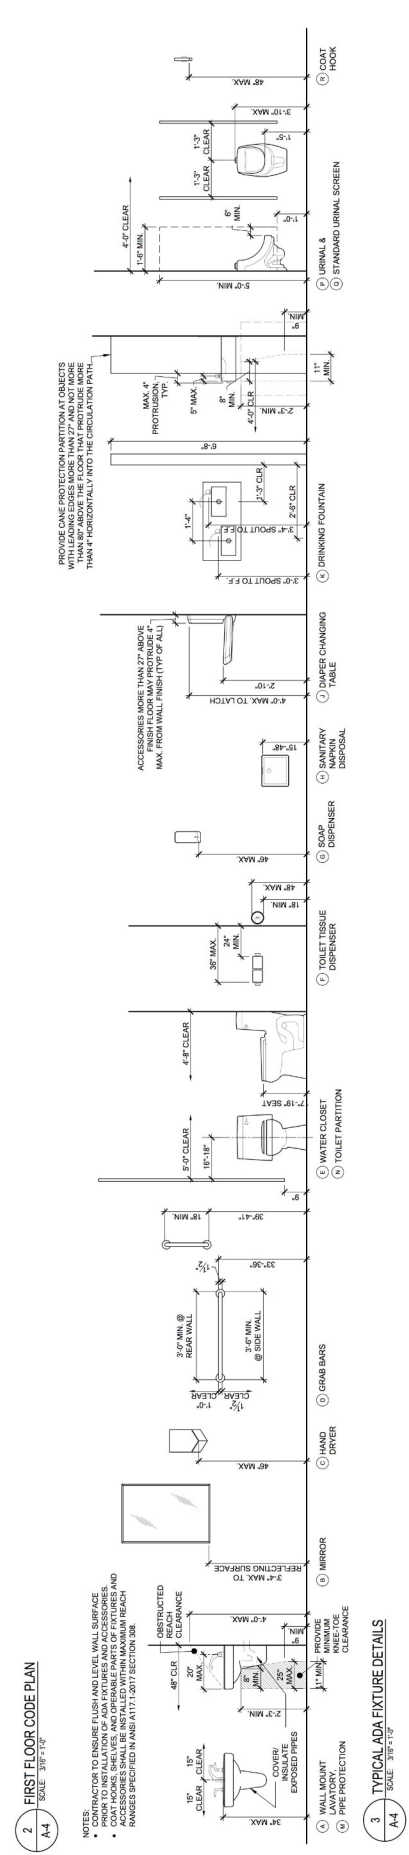 2
A-4
FIRST FLOOR CODE PLAN
SCALE: 3/16" = 1'-0"
NOTES:
• CONTRACTOR TO ENSURE FLUSH AND LEVEL WALL SURFACE
PRIOR TO INSTALLATION OF ADA FIXTURES AND ACCESSORIES.
• COAT HOOKS, SHELVES, AND OPERABLE PARTS OF FIXTURES AND
ACCESSORIES SHALL BE INSTALLED WITHIN MAXIMUM REACH
RANGES SPECIFIED IN ANSI A117.1-2017 SECTION 308.
34" MAX.
15"
CLEAR
15"
CLEAR
COVER/
INSULATE
EXPOSED PIPES
48" CLR
OBSTRUCTED
REACH
CLEARANCE
20"
MAX.
8"
MIN.
25"
MAX.
11" MIN.
2'-3" MIN.
4'-0" MAX.
9"
PROVIDE
MINIMUM
KNEE-TOE
CLEARANCE
A WALL MOUNT
LAVATORY,
M PIPE PROTECTION
3'-4" MAX. TO
REFLECTING SURFACE
B MIRROR
46" MAX.
C HAND
DRYER
1'-0"
CLEAR
1½"
CLEAR
3'-0" MIN. @
REAR WALL
3'-6" MIN.
@ SIDE WALL
1½"
33"-36"
18" MIN.
39"-41"
D GRAB BARS
9"
5'-0" CLEAR
16"-18"
7"-19" SEAT
4'-8" CLEAR
E WATER CLOSET
N TOILET PARTITION
36" MAX.
24"
MIN.
18" MIN.
48" MAX.
F TOILET TISSUE
DISPENSER
46" MAX.
G SOAP
DISPENSER
15"-48"
H SANITARY
NAPKIN
DISPOSAL
ACCESSORIES MORE THAN 27" ABOVE
FINISH FLOOR MAY PROTRUDE 4"
MAX. FROM WALL FINISH (TYP OF ALL)
4'-0" MAX. TO LATCH
2'-10"
J DIAPER CHANGING
TABLE
PROVIDE CANE PROTECTION PARTITION AT OBJECTS
WITH LEADING EDGES MORE THAN 27" AND NOT MORE
THAN 80" ABOVE THE FLOOR THAT PROTRUDE MORE
THAN 4" HORIZONTALLY INTO THE CIRCULATION PATH.
3'-0" SPOUT TO F.F.
1'-4"
3'-4" SPOUT TO F.F.
1'-3" CLR
2'-6" CLR
6'-8"
MAX. 4"
PROTRUSION,
TYP.
5" MAX.
8"
MIN.
4'-0" CLR
2'-3" MIN.
11"
MIN.
9"
MIN.
K DRINKING FOUNTAIN
5'-0" MIN.
1'-6" MIN.
4'-0" CLEAR
6"
MIN.
1'-0"
1'-3"
CLEAR
1'-3"
CLEAR
1'-5"
3'-10" MAX.
P URINAL &
Q STANDARD URINAL SCREEN
48" MAX.
R COAT
HOOK
3
A-4
TYPICAL ADA FIXTURE DETAILS
SCALE: 3/16" = 1'-0"